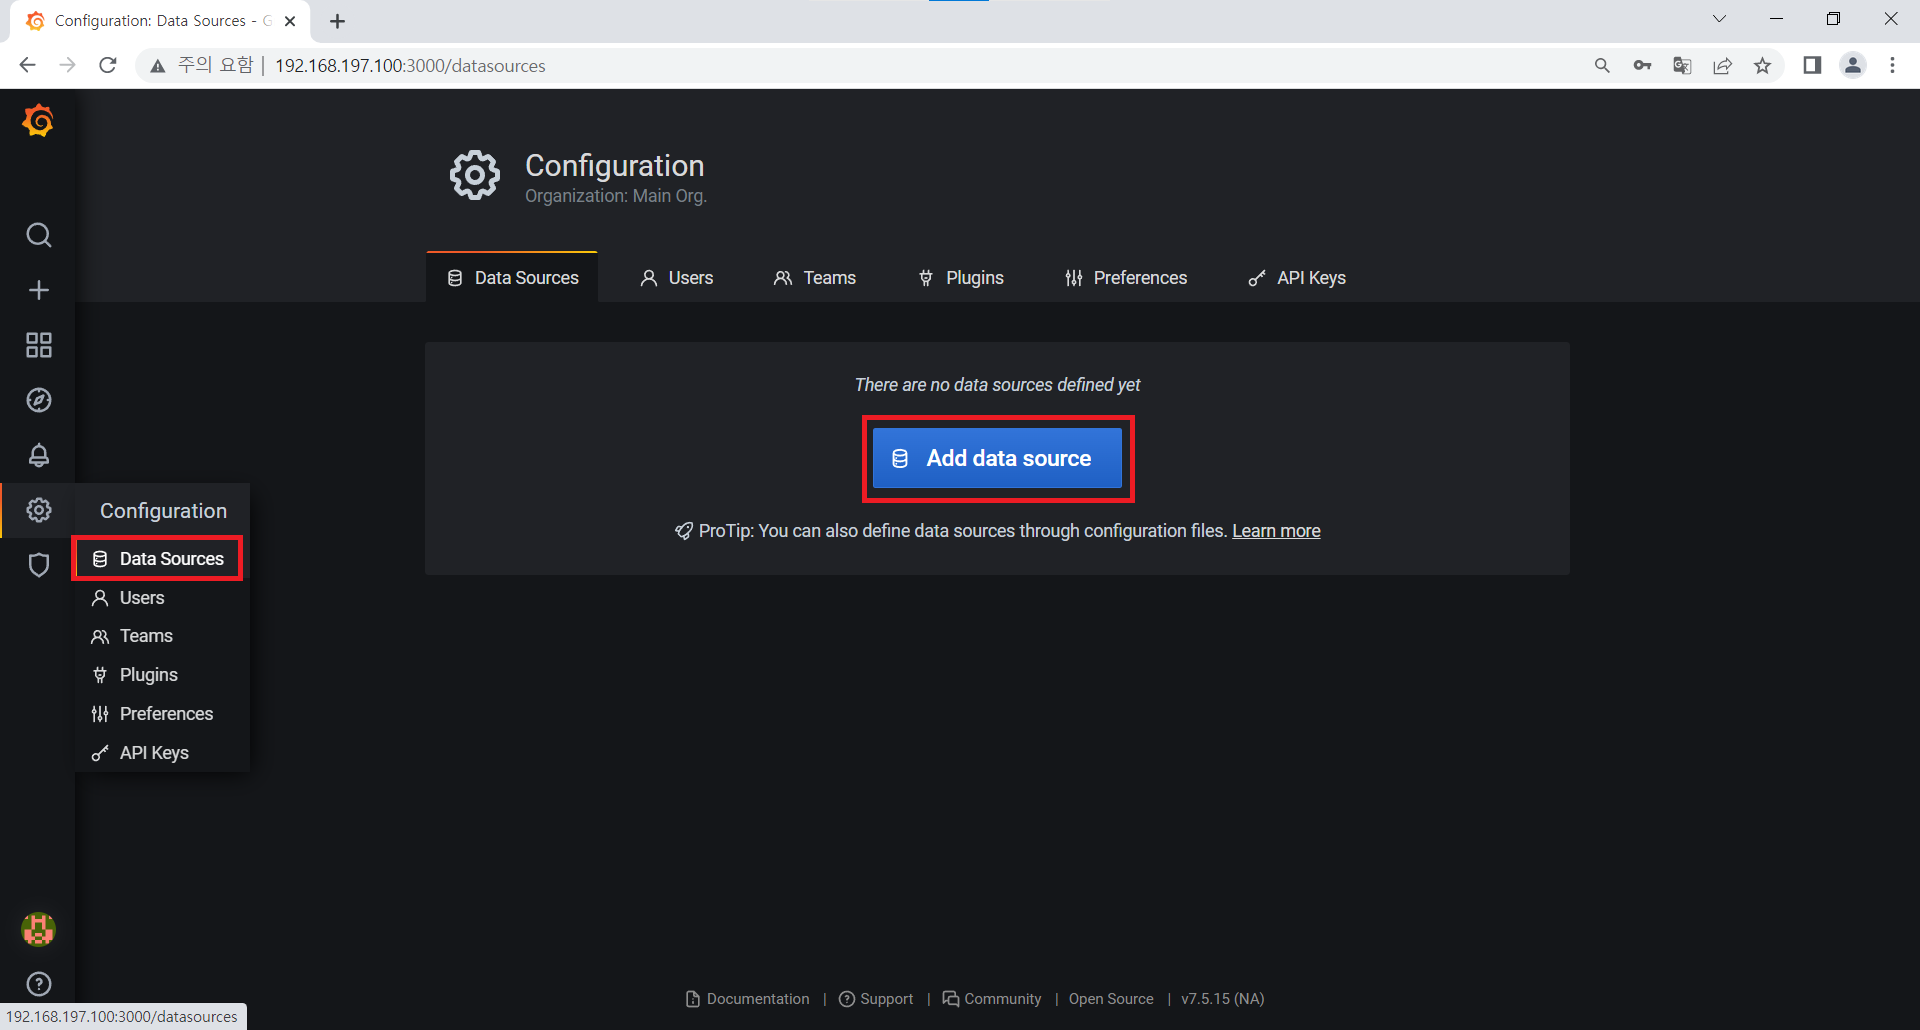 Configuration: Data Sources - G
주의 요함 | 192.168.197.100:3000/datasources
Configuration
Organization: Main Org.
Data Sources
Users
Teams
Plugins
Preferences
API Keys
There are no data sources defined yet
Add data source
ProTip: You can also define data sources through configuration files. Learn more
Configuration
Data Sources
Users
Teams
Plugins
Preferences
API Keys
Documentation | Support | Community | Open Source | v7.5.15 (NA)
192.168.197.100:3000/datasources